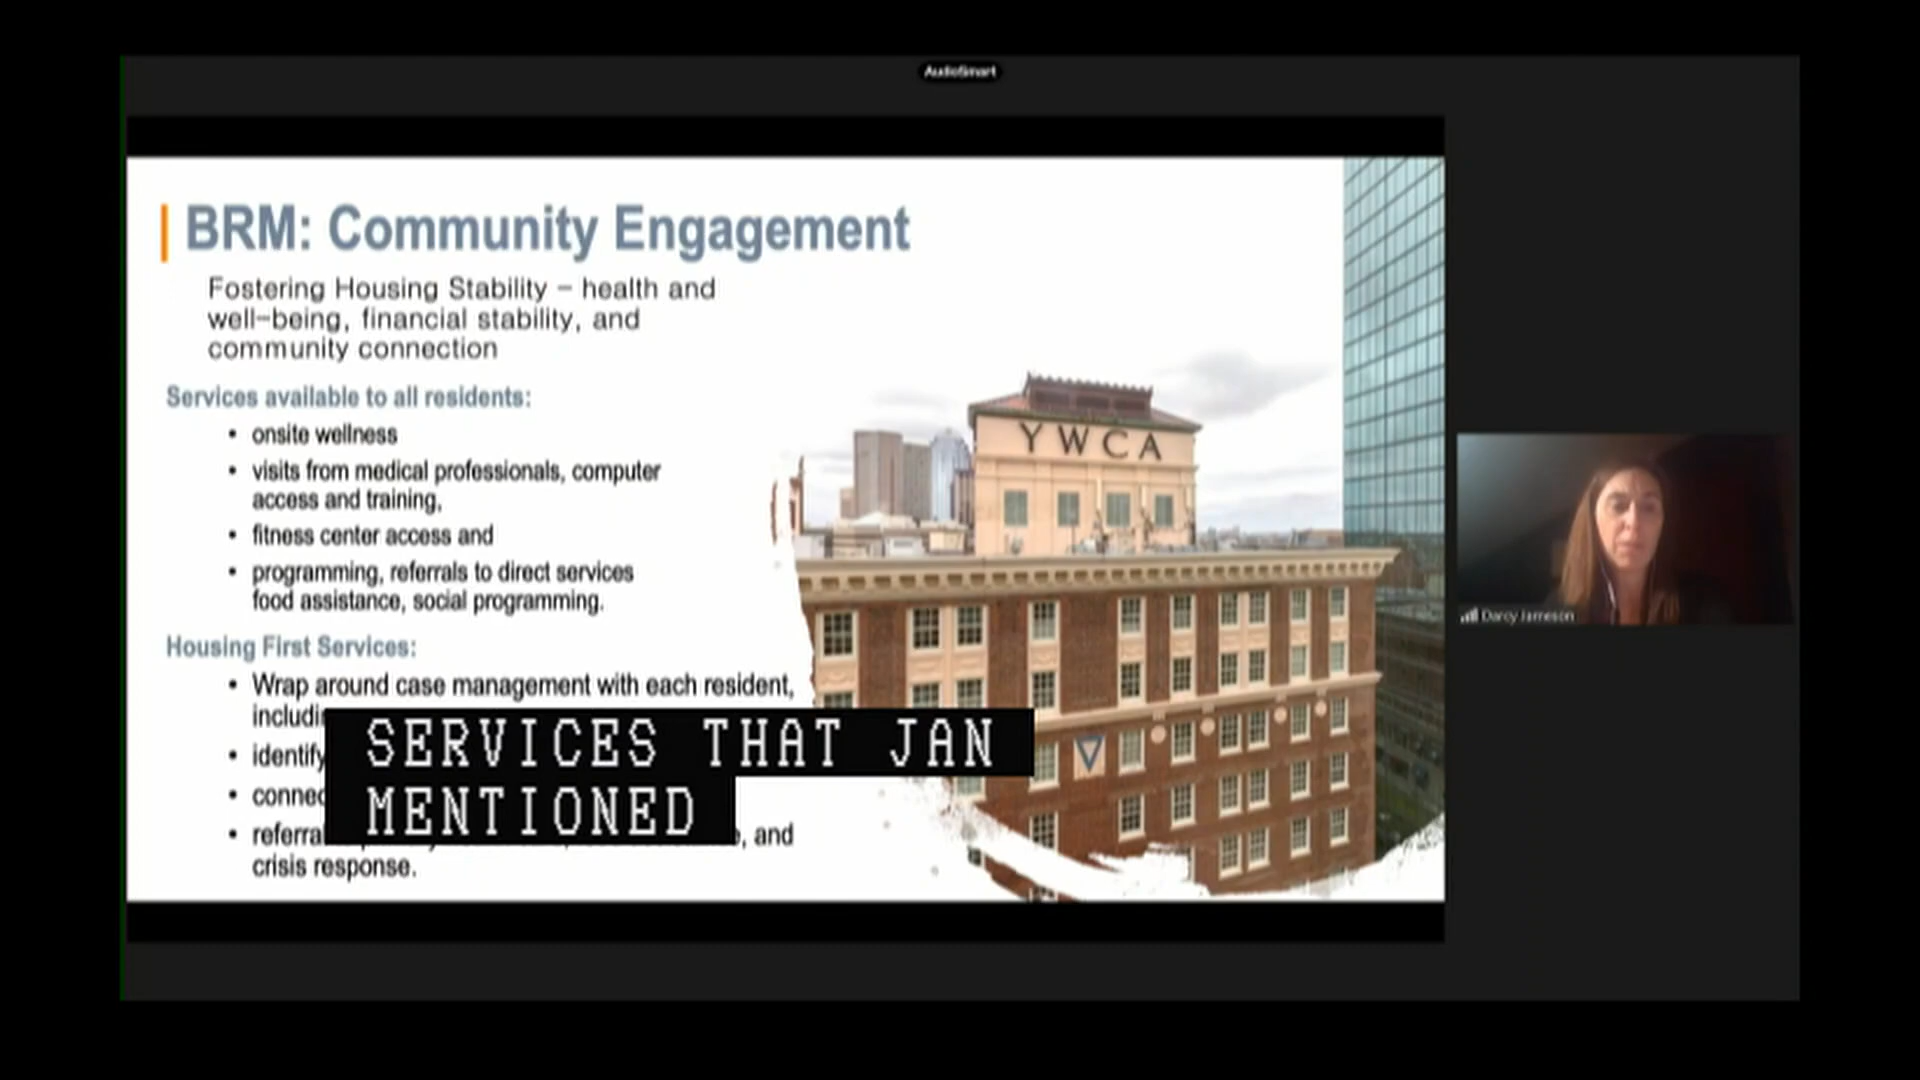 AudioSmart
BRM: Community Engagement
Fostering Housing Stability – health and
well-being, financial stability, and
community connection
Services available to all residents:
• onsite wellness
• visits from medical professionals, computer
access and training,
• fitness center access and
• programming, referrals to direct services
food assistance, social programming.
Housing First Services:
• Wrap around case management with each resident,
• identify
•
• and
crisis response.
SERVICES THAT JAN
MENTIONED
YWCA
Darcy Jameson